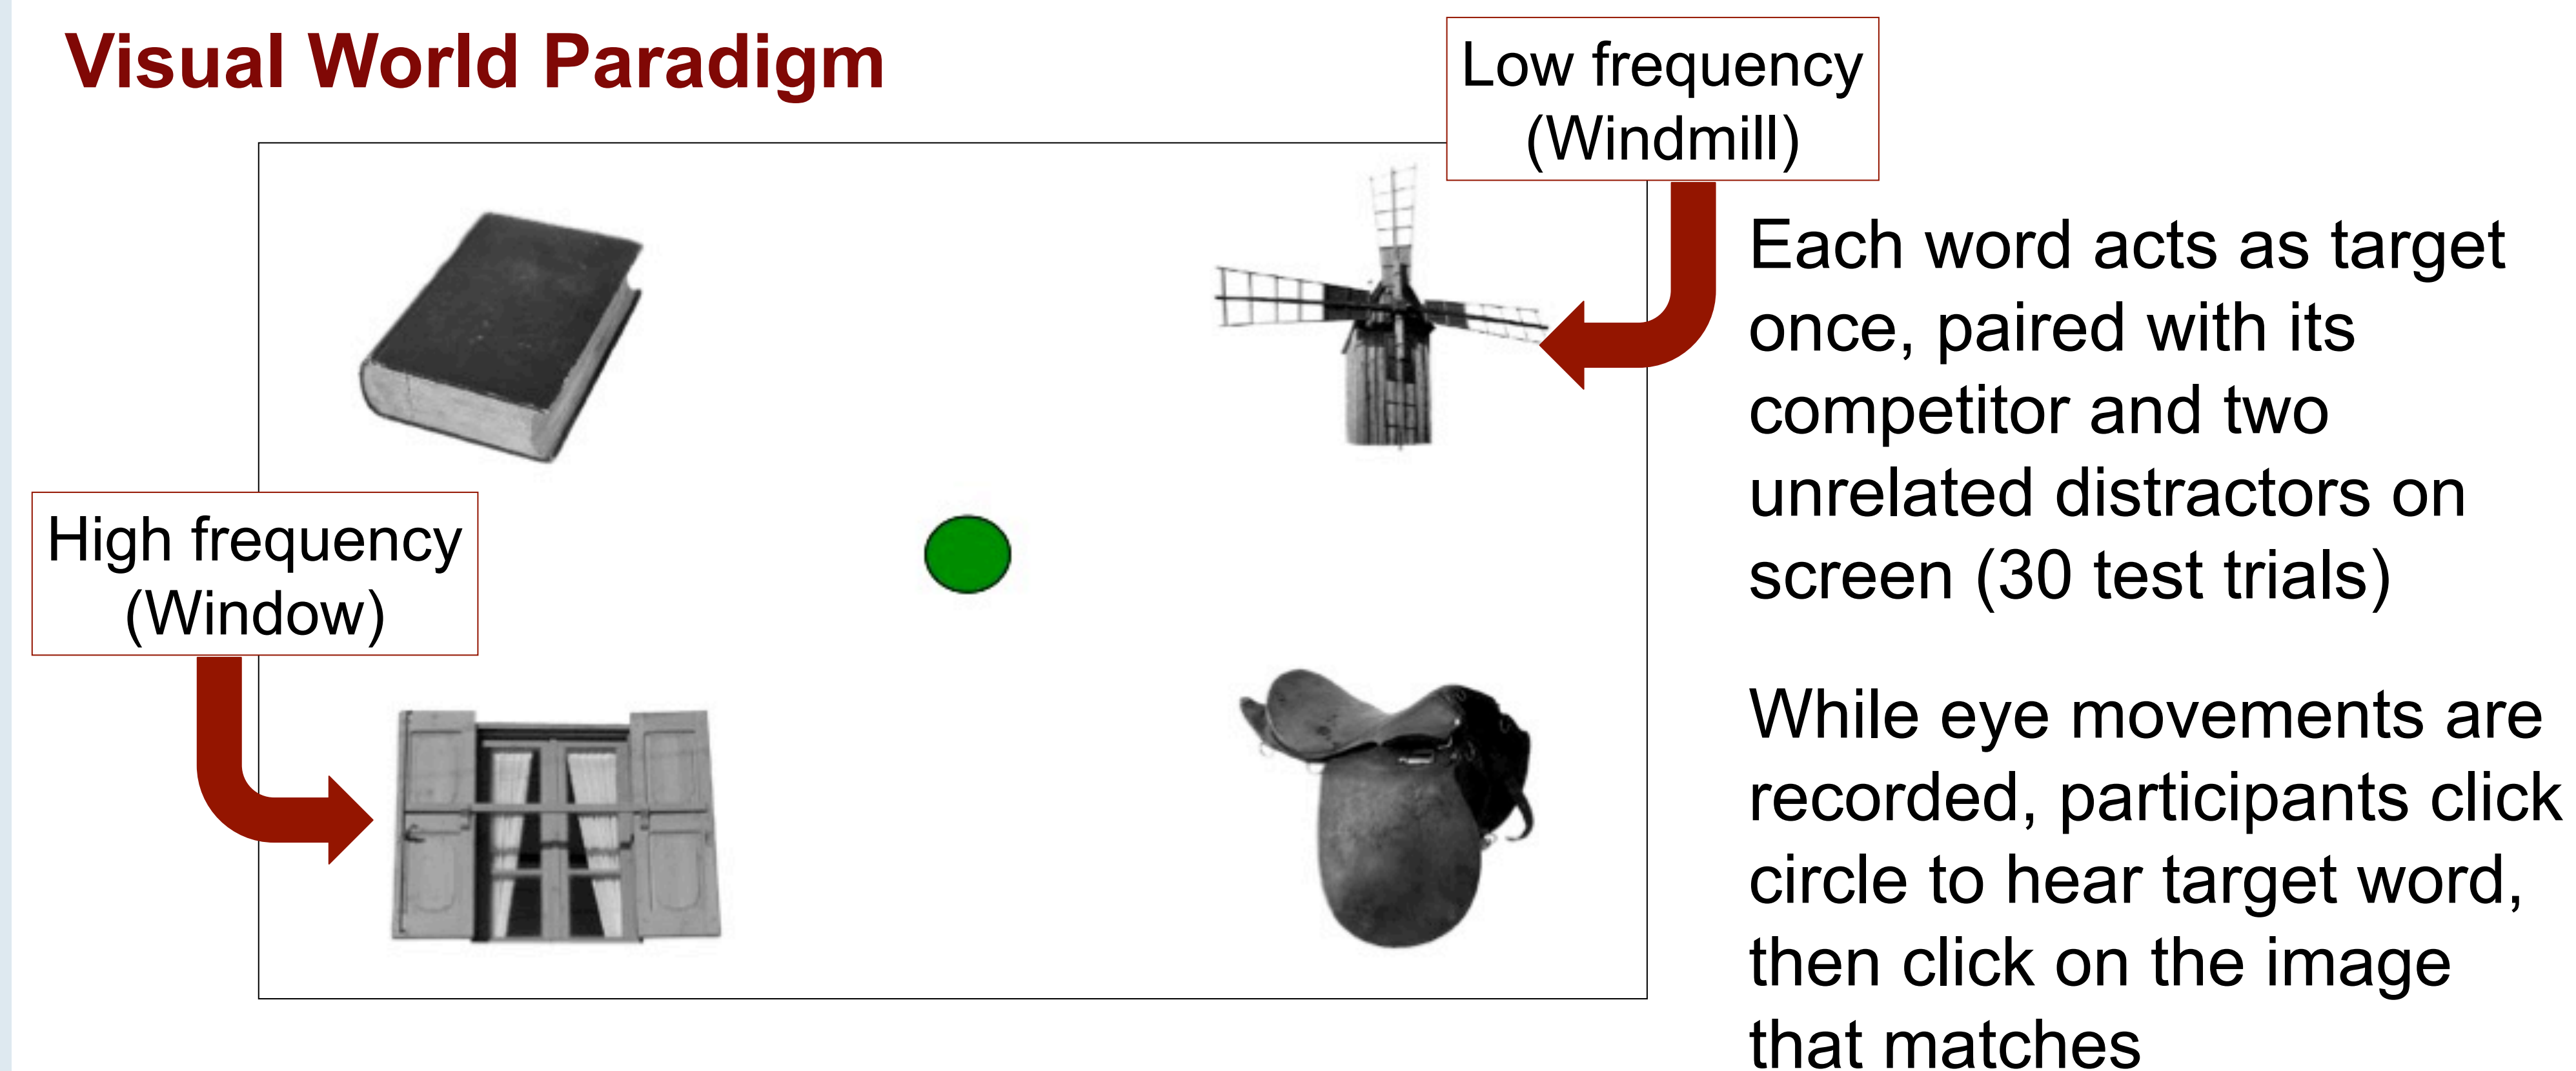 Visual World Paradigm
Low frequency
(Windmill)
High frequency
(Window)
Each word acts as target
once, paired with its
competitor and two
unrelated distractors on
screen (30 test trials)
While eye movements are
recorded, participants click
circle to hear target word,
then click on the image
that matches